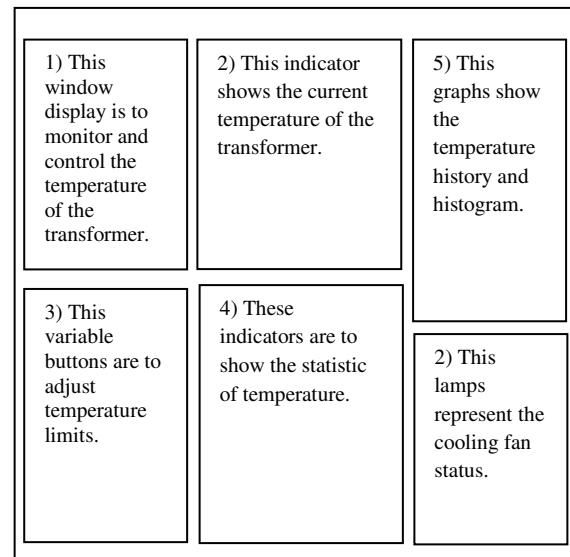 1) This
window
display is to
monitor and
control the
temperature
of the
transformer.
2) This indicator
shows the current
temperature of the
transformer.
5) This
graphs show
the
temperature
history and
histogram.
3) This
variable
buttons are to
adjust
temperature
limits.
4) These
indicators are to
show the statistic
of temperature.
2) This
lamps
represent the
cooling fan
status.